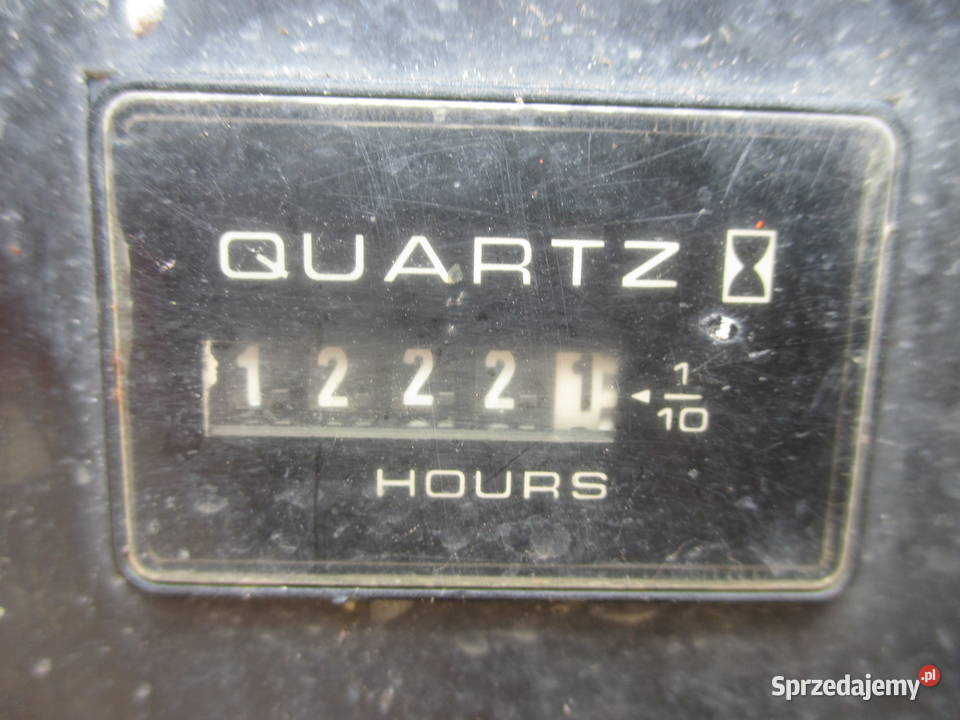 QUARTZ
1 2 2 2 1 ◄ 1/10
HOURS
Sprzedajemy.pl